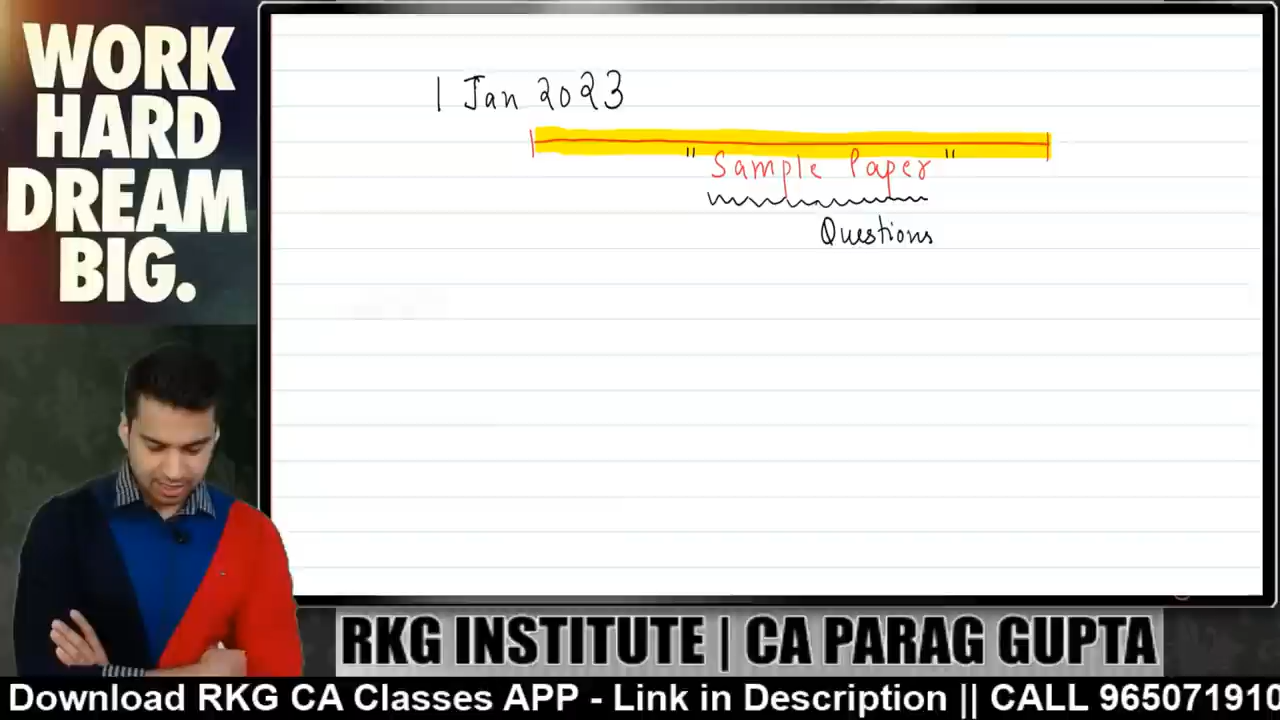 WORK
HARD
DREAM
BIG.
1 Jan 2023
" Sample Paper "
Questions
RKG INSTITUTE | CA PARAG GUPTA
Download RKG CA Classes APP - Link in Description || CALL 965071910